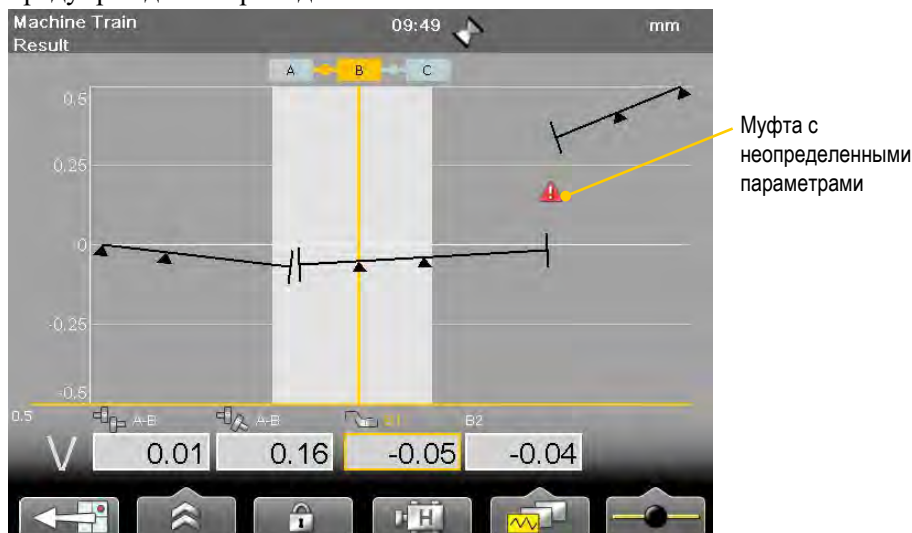 Machine Train
Result
09:49
mm
A B C
0.5
0.25
0
-0.25
-0.5
0.5
A-B A-B B1 B2
V 0.01 0.16 -0.05 -0.04
H
Муфта с
неопределенными
параметрами